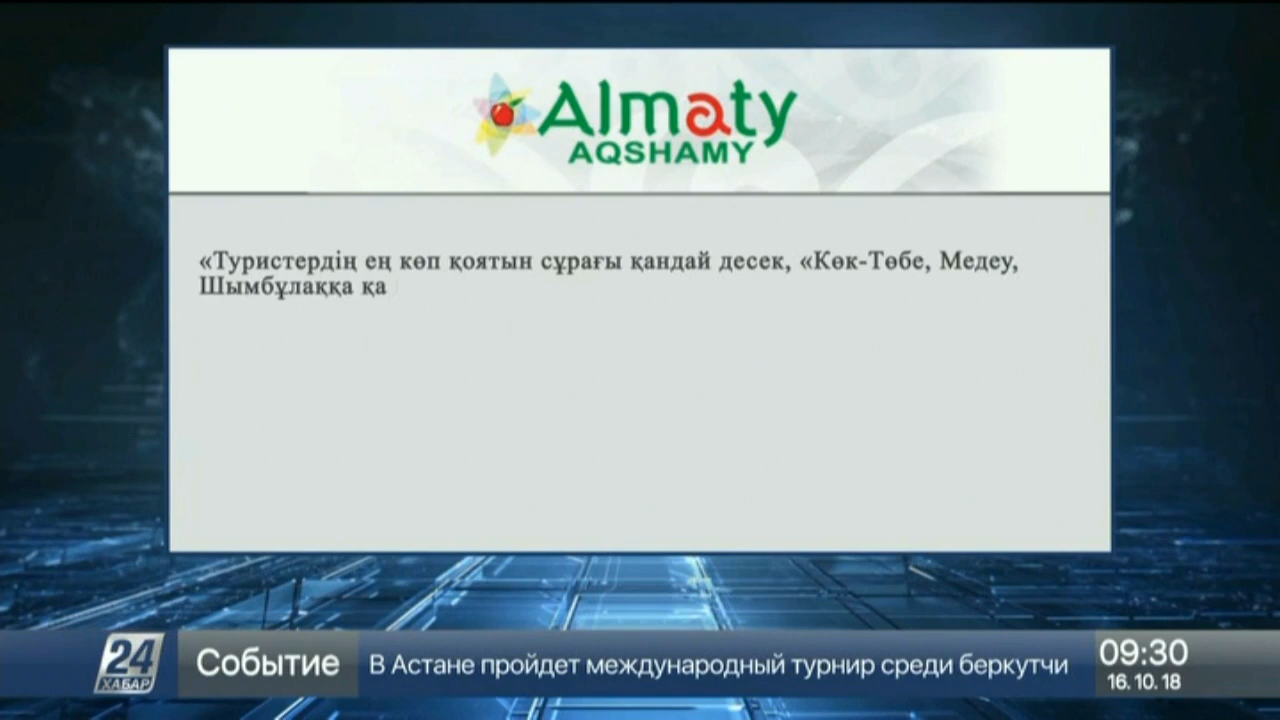 Almaty
AQSHAMY
«Туристердің ең көп қоятын сұрағы қандай десек, «Көк-Төбе, Медеу,
Шымбұлаққа қа
24
ХАБАР
Событие
В Астане пройдет международный турнир среди беркутчи
09:30
16. 10. 18